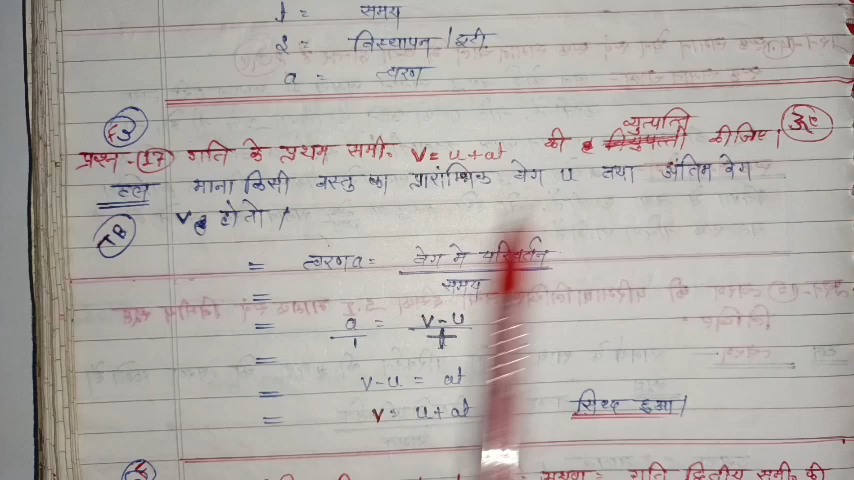 t = समय
s = विस्थापन / दूरी
a = त्वरण
प्रश्न-(17) गति के प्रथम समी. v = u + at की व्युत्पत्ति कीजिए।
हल माना किसी वस्तु का प्रारंम्भिक वेग u तथा अंतिम वेग
v है तो।
= त्वरण a = वेग मे परिवर्तन
= समय
= a/1 = v-u/t
=
= v-u = at
= v = u + at सिध्द हुआ।
गति द्वितीय समी. की